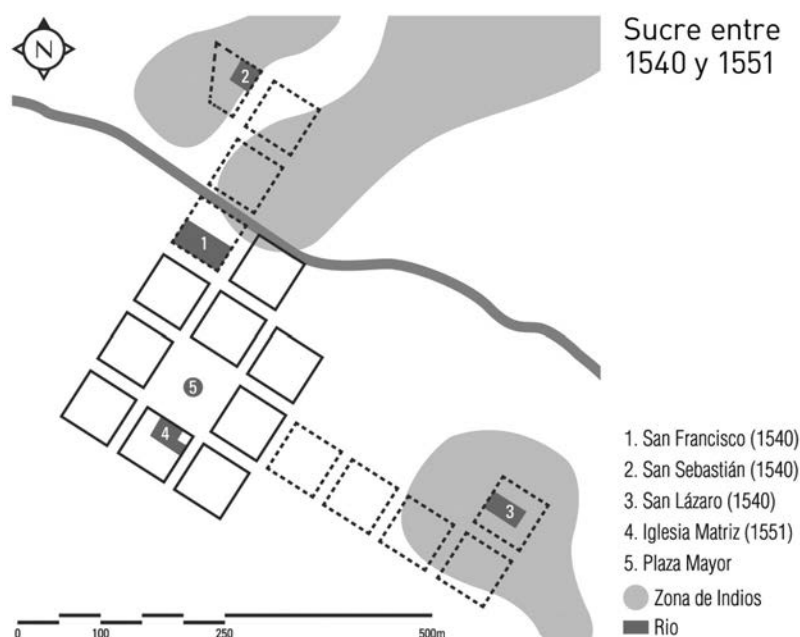 Sucre entre
1540 y 1551
N
2
1
5
4
3
1. San Francisco (1540)
2. San Sebastián (1540)
3. San Lázaro (1540)
4. Iglesia Matriz (1551)
5. Plaza Mayor
Zona de Indios
Rio
0 100 250 500m